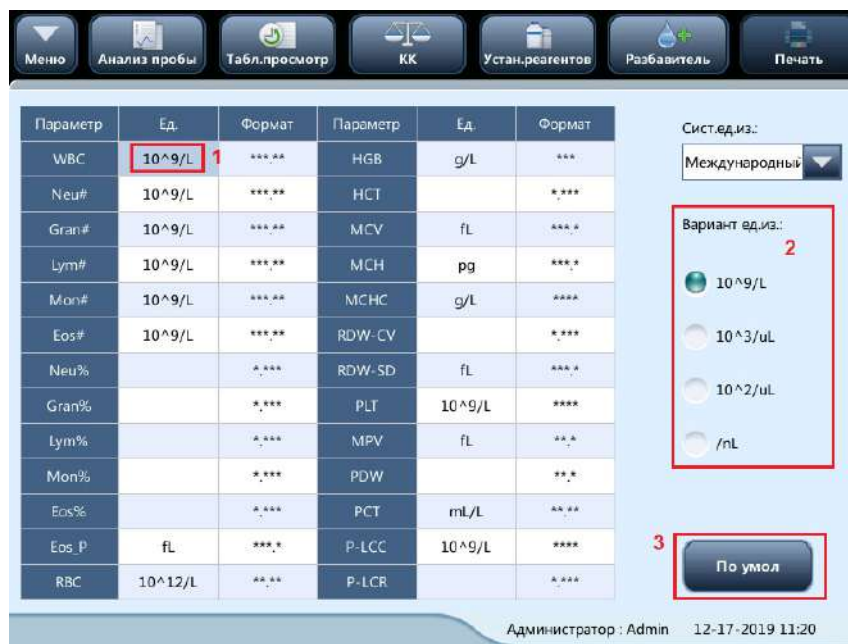 Меню Анализ пробы Табл.просмотр КК Устан.реагентов Разбавитель Печать
Параметр Ед. Формат Параметр Ед. Формат
WBC 10^9/L 1 ***.** HGB g/L ***
Neu# 10^9/L ***.** HCT *.***
Gran# 10^9/L ***.** MCV fL ***.*
Lym# 10^9/L ***.** MCH pg ***.*
Mon# 10^9/L ***.** MCHC g/L ****
Eos# 10^9/L ***.** RDW-CV *.***
Neu% *.*** RDW-SD fL ***.*
Gran% *.*** PLT 10^9/L ****
Lym% *.*** MPV fL **.*
Mon% *.*** PDW **.*
Eos% *.*** PCT mL/L **.**
Eos_P fL ***.* P-LCC 10^9/L ****
RBC 10^12/L **.** P-LCR *.***
Сист.ед.из.:
Международный
Вариант ед.из.:
2
10^9/L
10^3/uL
10^2/uL
/nL
3
По умол
Администратор : Admin 12-17-2019 11:20